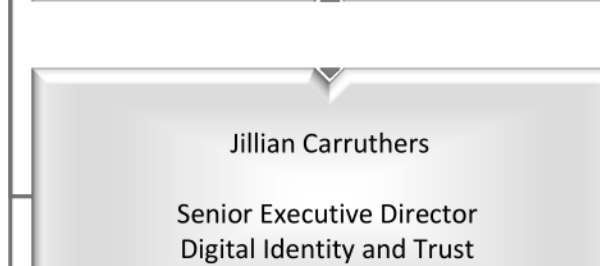 Jillian Carruthers
Senior Executive Director
Digital Identity and Trust